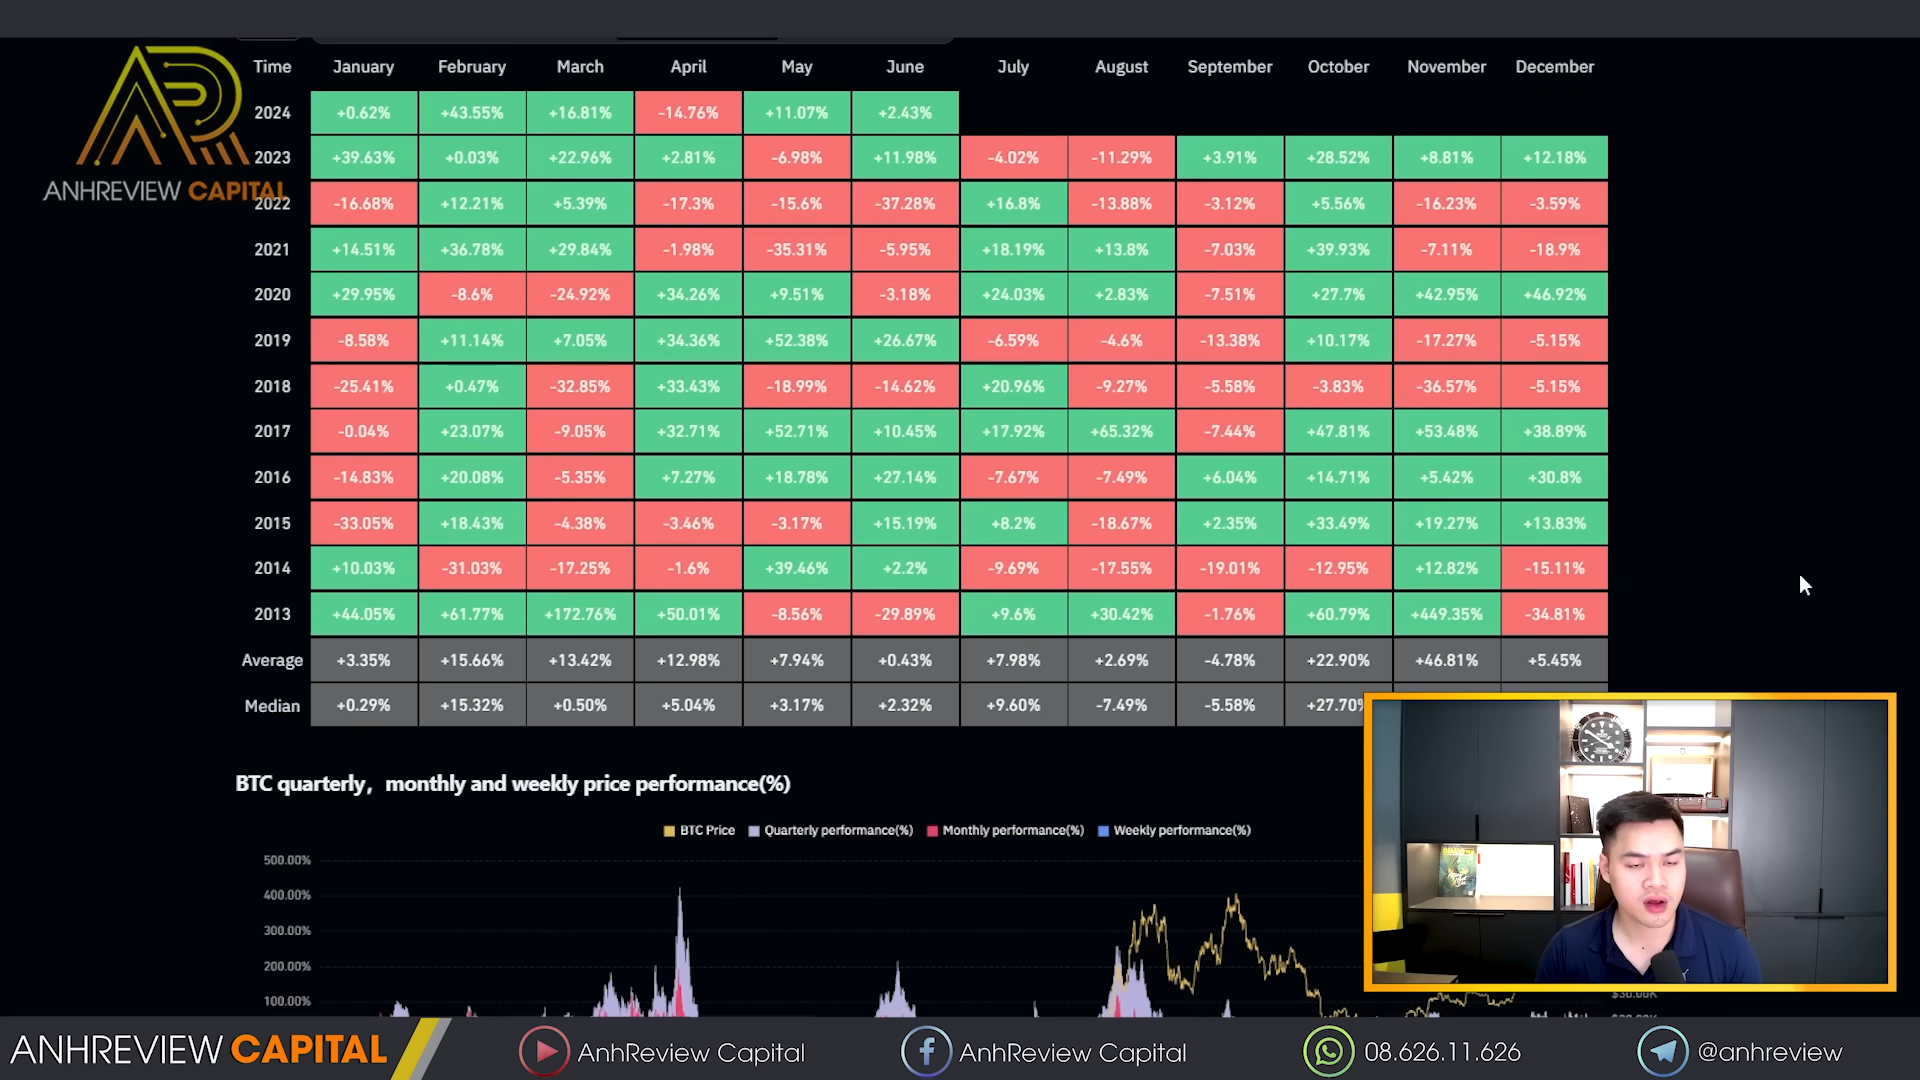 Time January February March April May June July August September October November December
2024 +0.62% +43.55% +16.81% -14.76% +11.07% +2.43%
2023 +39.63% +0.03% +22.96% +2.81% -6.98% +11.98% -4.02% -11.29% +3.91% +28.52% +8.81% +12.18%
ANHREVIEW CAPITAL
2022 -16.68% +12.21% +5.39% -17.3% -15.6% -37.28% +16.8% -13.88% -3.12% +5.56% -16.23% -3.59%
2021 +14.51% +36.78% +29.84% -1.98% -35.31% -5.95% +18.19% +13.8% -7.03% +39.93% -7.11% -18.9%
2020 +29.95% -8.6% -24.92% +34.26% +9.51% -3.18% +24.03% +2.83% -7.51% +27.7% +42.95% +46.92%
2019 -8.58% +11.14% +7.05% +34.36% +52.38% +26.67% -6.59% -4.6% -13.38% +10.17% -17.27% -5.15%
2018 -25.41% +0.47% -32.85% +33.43% -18.99% -14.62% +20.96% -9.27% -5.58% -3.83% -36.57% -5.15%
2017 -0.04% +23.07% -9.05% +32.71% +52.71% +10.45% +17.92% +65.32% -7.44% +47.81% +53.48% +38.89%
2016 -14.83% +20.08% -5.35% +7.27% +18.78% +27.14% -7.67% -7.49% +6.04% +14.71% +5.42% +30.8%
2015 -33.05% +18.43% -4.38% -3.46% -3.17% +15.19% +8.2% -18.67% +2.35% +33.49% +19.27% +13.83%
2014 +10.03% -31.03% -17.25% -1.6% +39.46% +2.2% -9.69% -17.55% -19.01% -12.95% +12.82% -15.11%
2013 +44.05% +61.77% +172.76% +50.01% -8.56% -29.89% +9.6% +30.42% -1.76% +60.79% +449.35% -34.81%
Average +3.35% +15.66% +13.42% +12.98% +7.94% +0.43% +7.98% +2.69% -4.78% +22.90% +46.81% +5.45%
Median +0.29% +15.32% +0.50% +5.04% +3.17% +2.32% +9.60% -7.49% -5.58% +27.70%
BTC quarterly，monthly and weekly price performance(%)
BTC Price Quarterly performance(%) Monthly performance(%) Weekly performance(%)
500.00%
400.00%
300.00%
200.00%
100.00%
ANHREVIEW CAPITAL AnhReview Capital AnhReview Capital 08.626.11.626 @anhreview